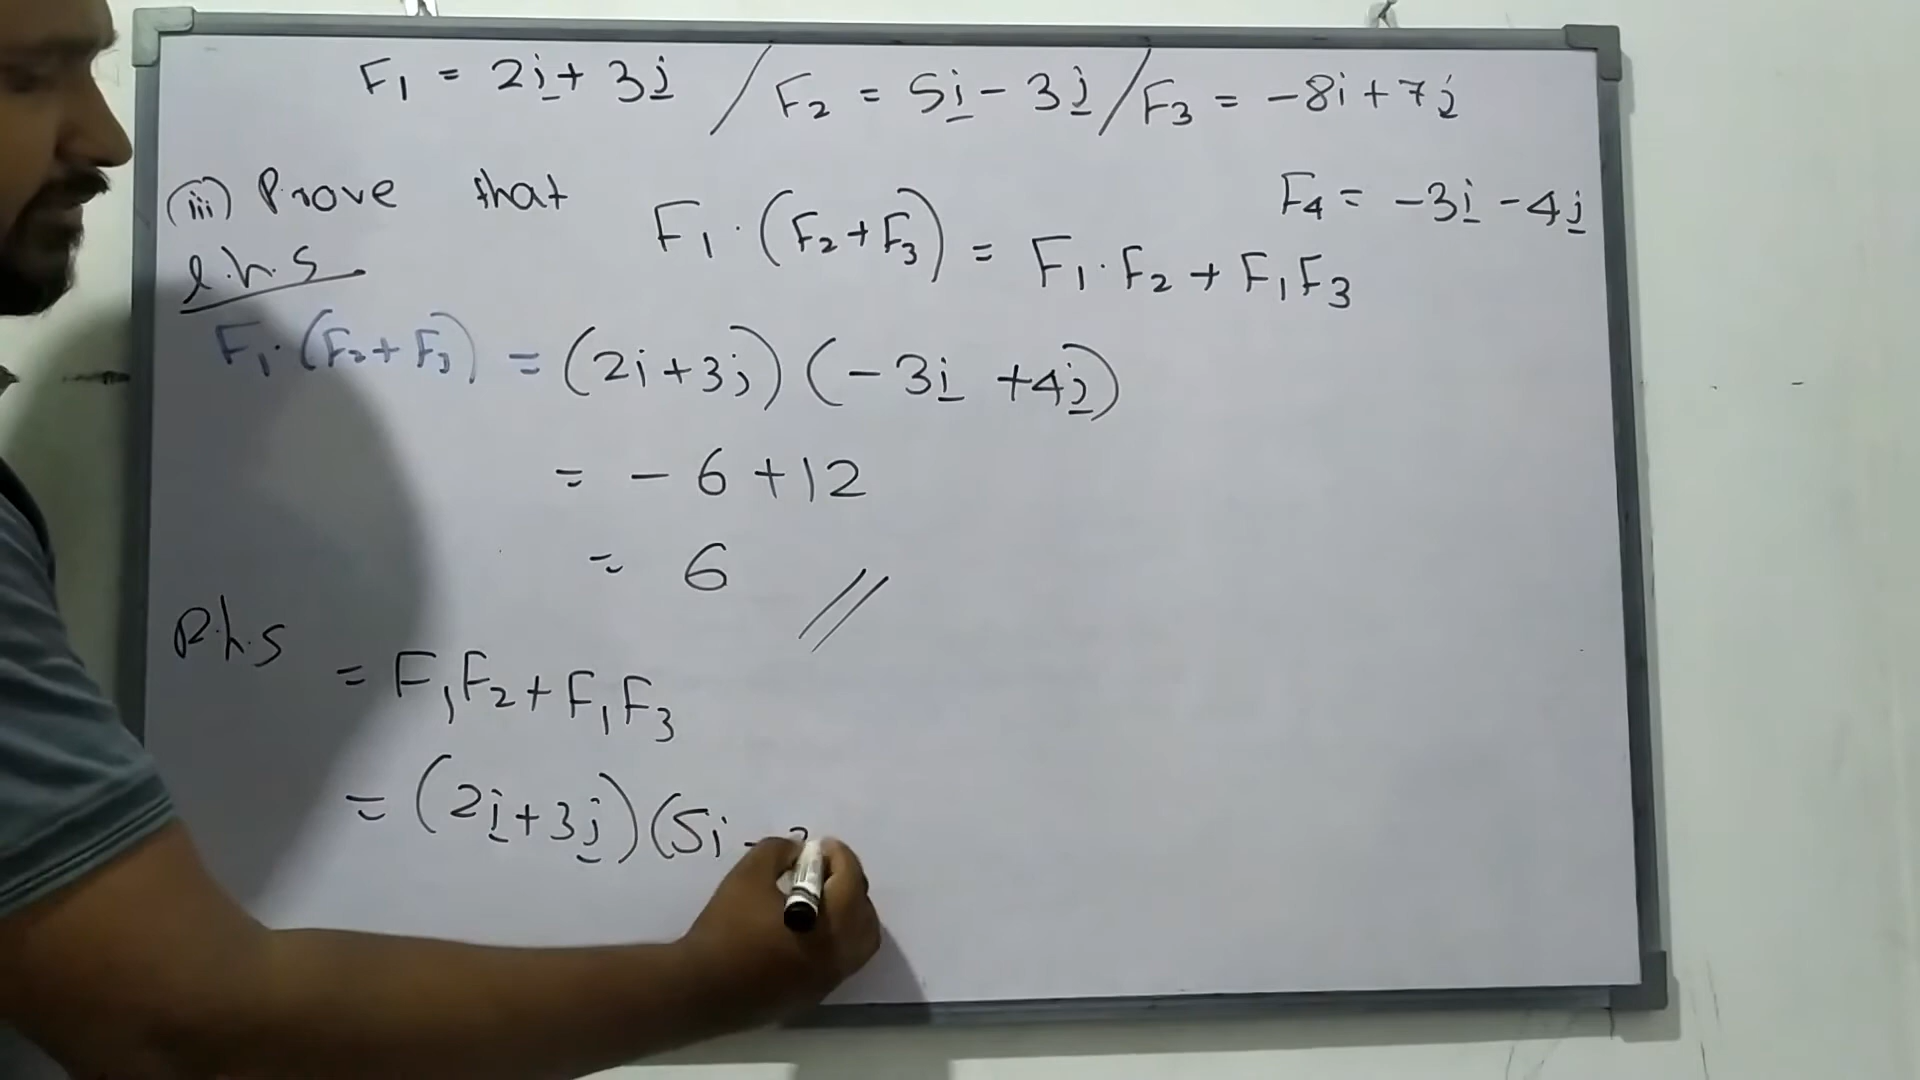 F₁ = 2i + 3j / F₂ = 5i - 3j / F₃ = -8i + 7j
F₄ = -3i - 4j
(iii) Prove that F₁ · (F₂ + F₃) = F₁ · F₂ + F₁F₃
l.h.s
F₁ · (F₂ + F₃) = (2i + 3j) (-3i + 4j)
= - 6 + 12
= 6 //
R.h.s
= F₁F₂ + F₁F₃
= (2i + 3j) (5i -